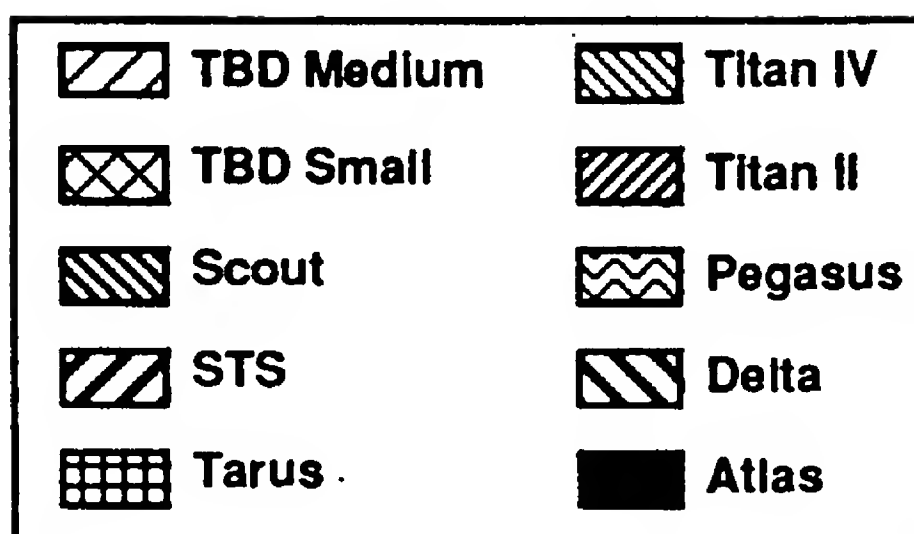 TBD Medium
TBD Small
Scout
STS
Tarus
Titan IV
Titan II
Pegasus
Delta
Atlas